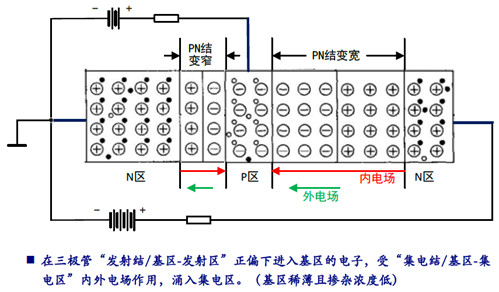 − +
PN结
变窄
PN结变宽
N区
P区
内电场
N区
外电场
− +
■ 在三极管“发射结/基区-发射区”正偏下进入基区的电子，受“集电结/基区-集
电区”内外电场作用，涌入集电区。（基区稀薄且掺杂浓度低）